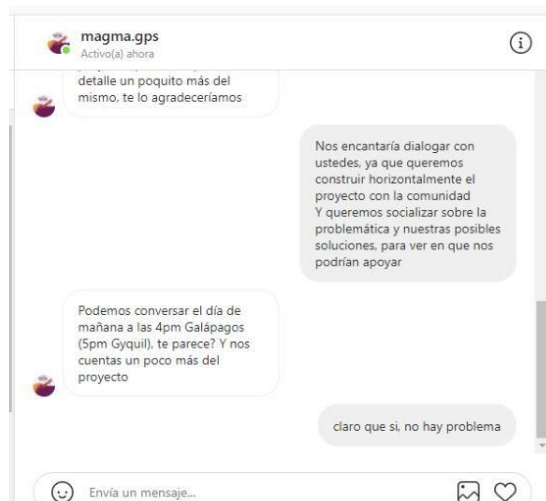 magma.gps
Activo(a) ahora
detalle un poquito más del
mismo, te lo agradeceríamos
Nos encantaría dialogar con
ustedes, ya que queremos
construir horizontalmente el
proyecto con la comunidad
Y queremos socializar sobre la
problemática y nuestras posibles
soluciones, para ver en que nos
podrían apoyar
Podemos conversar el día de
mañana a las 4pm Galápagos
(5pm Gyquil), te parece? Y nos
cuentas un poco más del
proyecto
claro que si, no hay problema
Envía un mensaje...